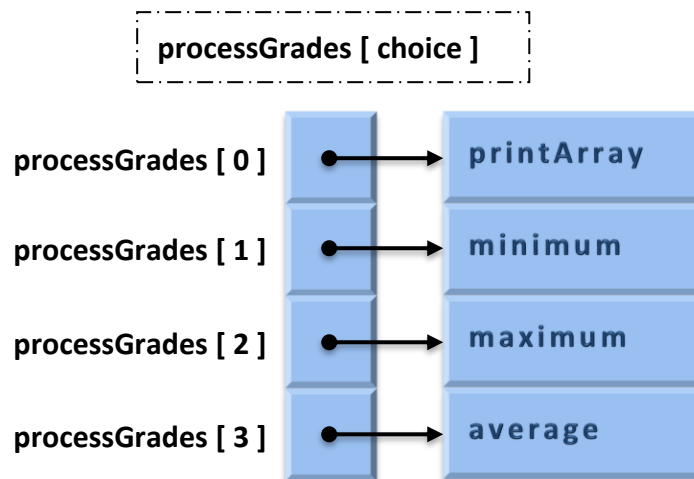 processGrades [ choice ]
processGrades [ 0 ] printArray
processGrades [ 1 ] minimum
processGrades [ 2 ] maximum
processGrades [ 3 ] average